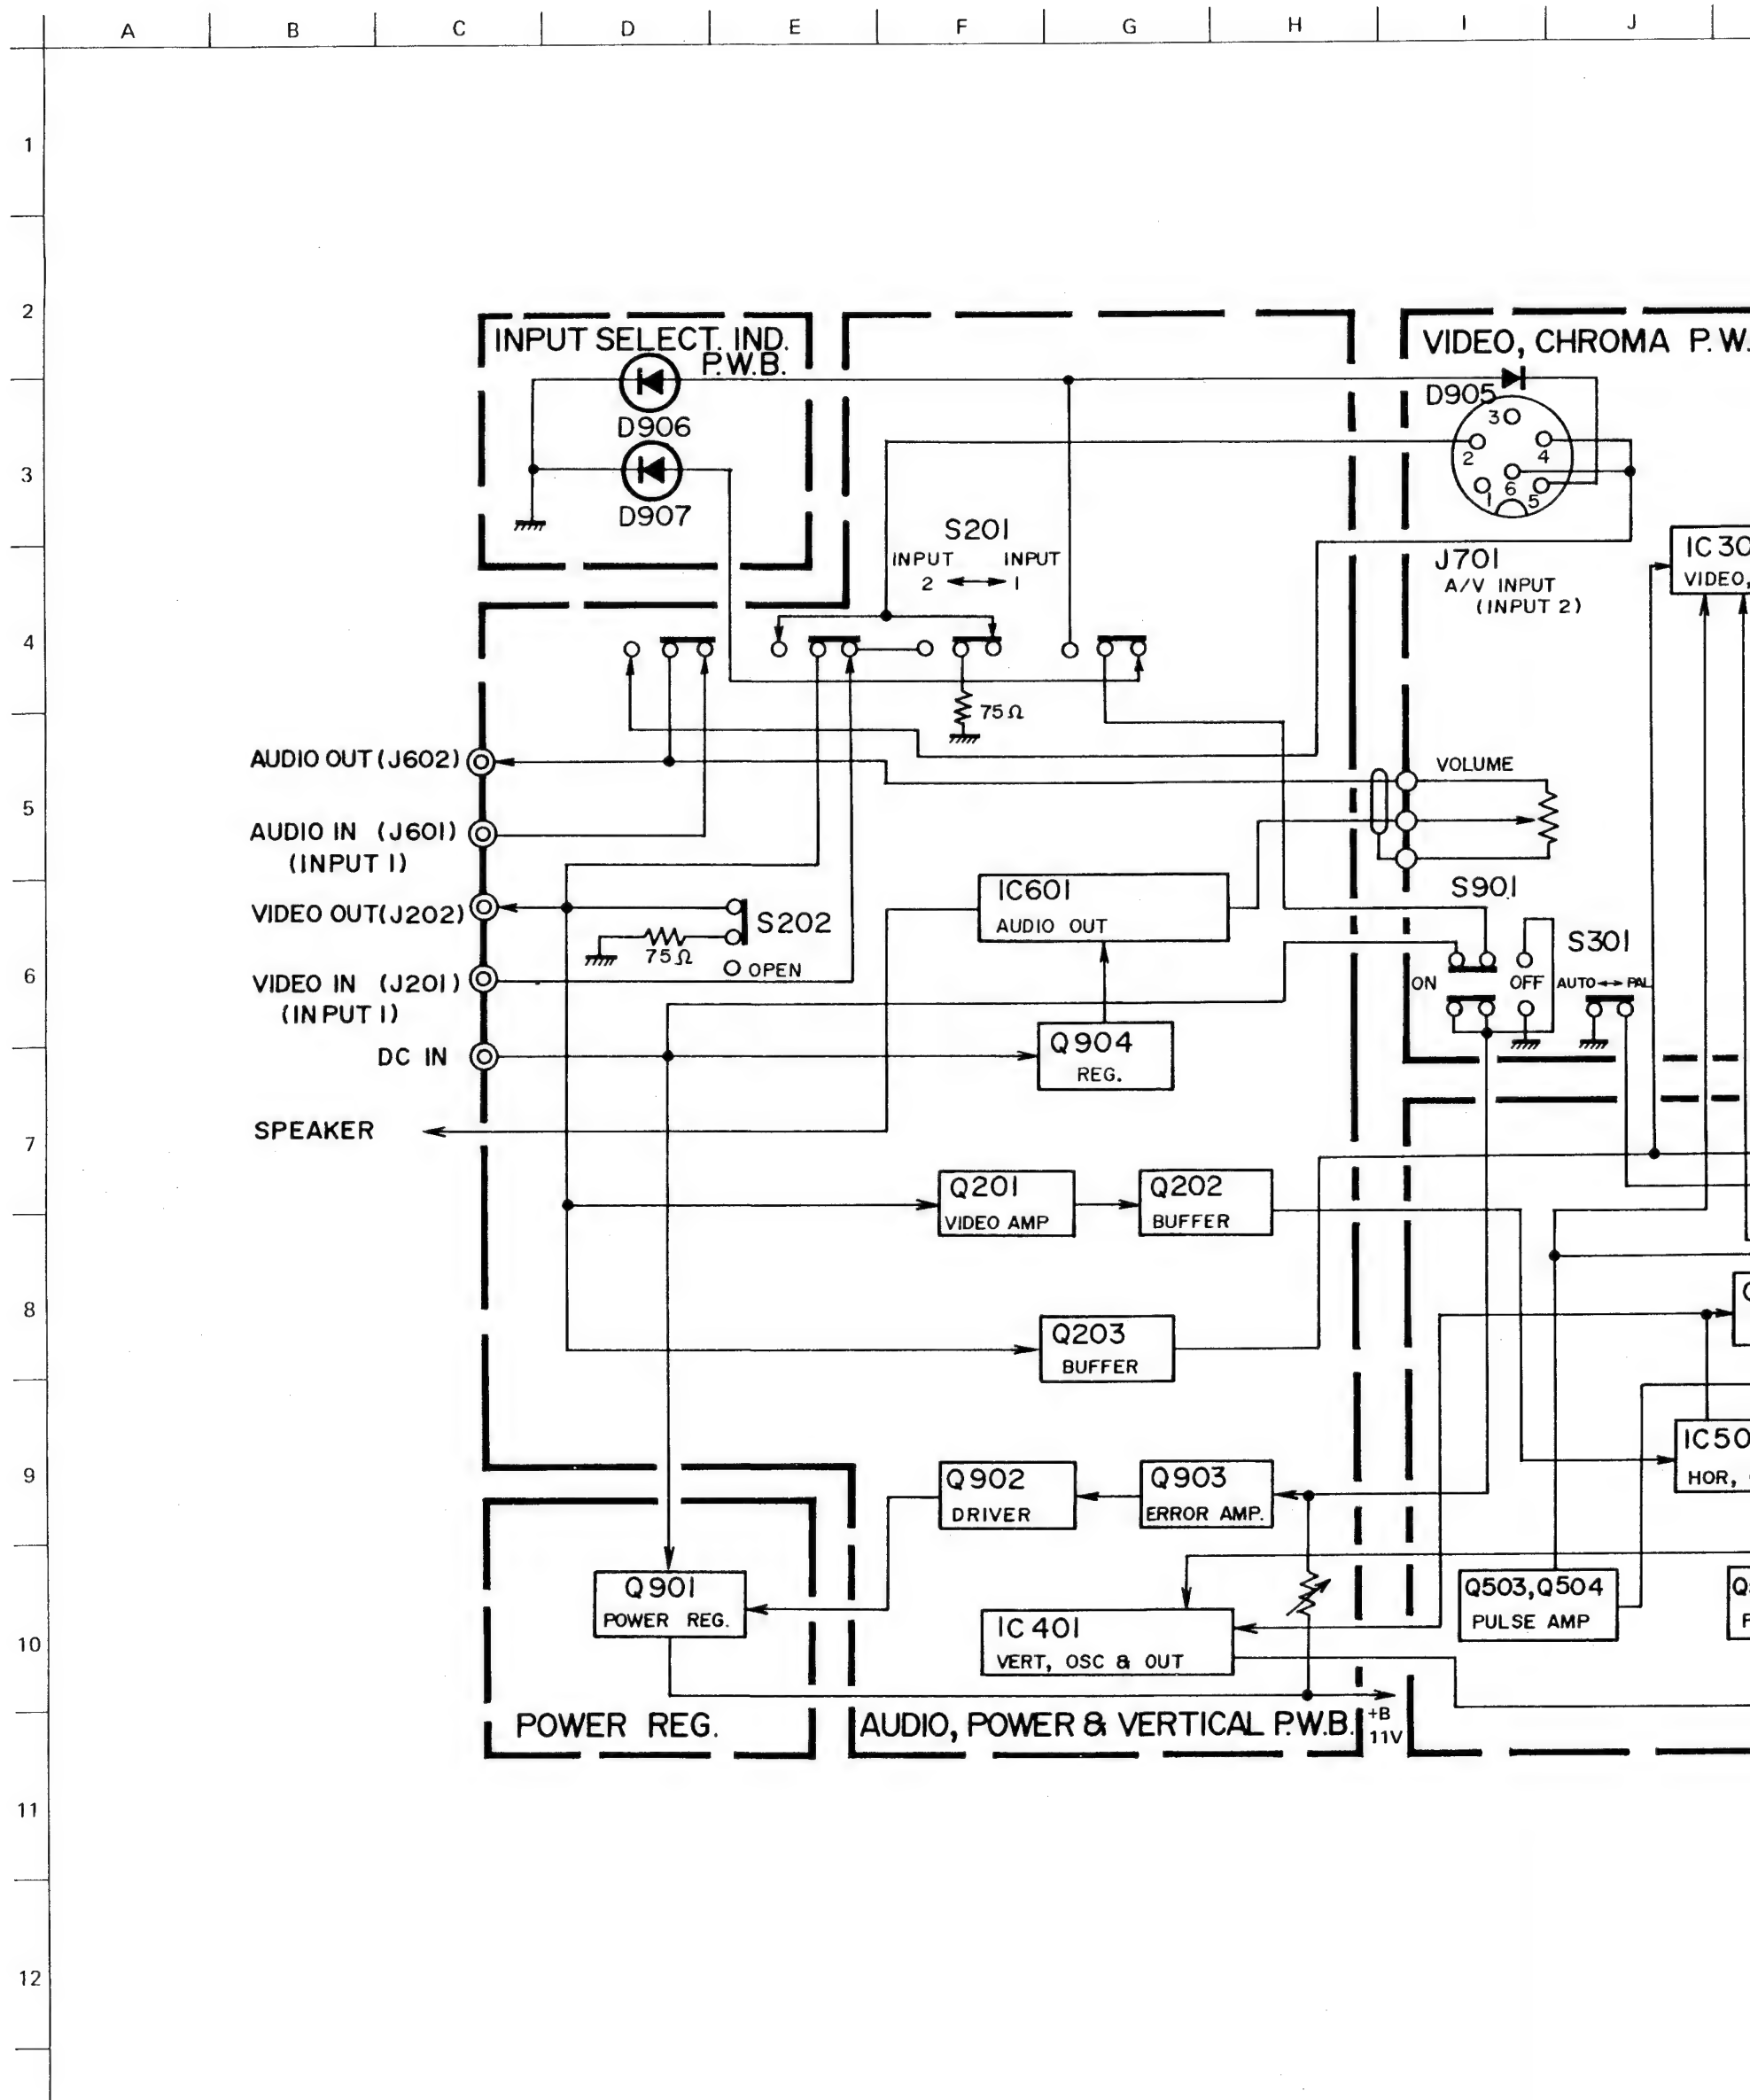 A B C D E F G H I J
1
2
INPUT SELECT. IND.
P.W.B.
VIDEO, CHROMA P.W.
D906
D905
3
2
4
1
6
5
3
D907
S201
INPUT INPUT
2 1
J701
A/V INPUT
(INPUT 2)
IC30
VIDEO,
4
75Ω
AUDIO OUT (J602)
VOLUME
5
AUDIO IN (J601)
(INPUT 1)
IC601
AUDIO OUT
S901
VIDEO OUT (J202)
S202
75Ω
OPEN
S301
6
VIDEO IN (J201)
(INPUT 1)
ON
OFF
AUTO↔PAL
DC IN
Q904
REG.
SPEAKER
7
Q201
VIDEO AMP
Q202
BUFFER
8
Q203
BUFFER
IC50
HOR,
9
Q902
DRIVER
Q903
ERROR AMP.
Q901
POWER REG.
Q503,Q504
PULSE AMP
10
IC401
VERT, OSC & OUT
POWER REG.
AUDIO, POWER & VERTICAL P.W.B.
+B
11V
11
12